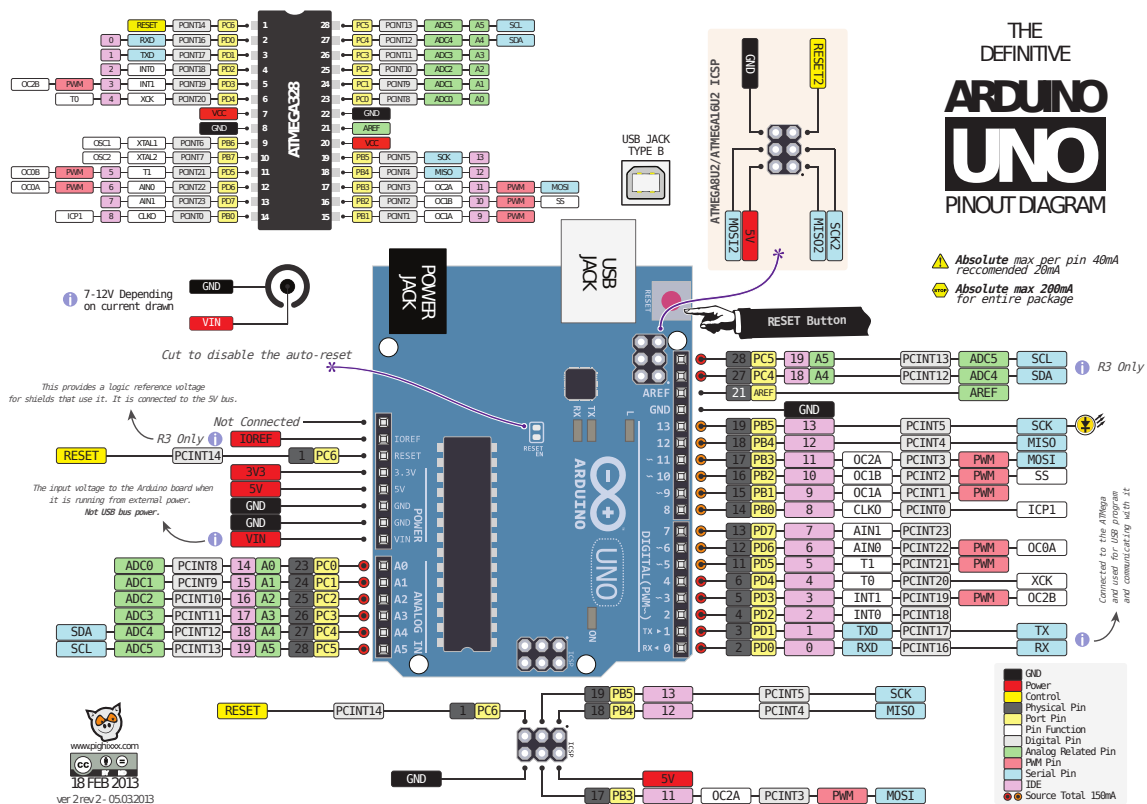 THE
DEFINITIVE
ARDUINO
UNO
PINOUT DIAGRAM
Absolute max per pin 40mA
reccomended 20mA
STOP
Absolute max 200mA
for entire package
ATMEGA328
RESET PCINT14 PC6 1
0 RXD PCINT16 PD0 2
1 TXD PCINT17 PD1 3
2 INT0 PCINT18 PD2 4
OC2B PWM 3 INT1 PCINT19 PD3 5
T0 4 XCK PCINT20 PD4 6
VCC 7
GND 8
OSC1 XTAL1 PCINT6 PB6 9
OSC2 XTAL2 PCINT7 PB7 10
OC0B PWM 5 T1 PCINT21 PD5 11
OC0A PWM 6 AIN0 PCINT22 PD6 12
7 AIN1 PCINT23 PD7 13
ICP1 8 CLKO PCINT0 PB0 14
28 PC5 PCINT13 ADC5 A5 SCL
27 PC4 PCINT12 ADC4 A4 SDA
26 PC3 PCINT11 ADC3 A3
25 PC2 PCINT10 ADC2 A2
24 PC1 PCINT9 ADC1 A1
23 PC0 PCINT8 ADC0 A0
22 GND
21 AREF
20 VCC
19 PB5 PCINT5 SCK 13
18 PB4 PCINT4 MISO 12
17 PB3 PCINT3 OC2A 11 PWM MOSI
16 PB2 PCINT2 OC1B 10 PWM SS
15 PB1 PCINT1 OC1A 9 PWM
USB JACK
TYPE B
ATMEGA8U2/ATMEGA16U2 ICSP
GND
RESET2
MOSI2
5V
MISO2
SCK2
*
GND
7-12V Depending
on current drawn
VIN
POWER
JACK
USB
JACK
RESET
RESET Button
Cut to disable the auto-reset
*
This provides a logic reference voltage
for shields that use it. It is connected to the 5V bus.
Not Connected
R3 Only i IOREF
RESET PCINT14 1 PC6
3V3
5V
GND
GND
VIN
The input voltage to the Arduino board when
it is running from external power.
Not USB bus power.
ADC0 PCINT8 14 A0 23 PC0
ADC1 PCINT9 15 A1 24 PC1
ADC2 PCINT10 16 A2 25 PC2
ADC3 PCINT11 17 A3 26 PC3
SDA ADC4 PCINT12 18 A4 27 PC4
SCL ADC5 PCINT13 19 A5 28 PC5
IOREF
RESET
3.3V
5V
GND
GND
VIN
POWER
A0
A1
A2
A3
A4
A5
ANALOG IN
RESET
EN
RX
TX
L
ARDUINO
UNO
ON
ICSP
AREF
GND
13
12
~ 11
~ 10
~9
8
7
~6
~5
4
~3
2
TX ▸ 1
RX ◂ 0
DIGITAL(PWM~)
28 PC5 19 A5 PCINT13 ADC5 SCL
27 PC4 18 A4 PCINT12 ADC4 SDA
i R3 Only
21 AREF AREF
GND
19 PB5 13 PCINT5 SCK
18 PB4 12 PCINT4 MISO
17 PB3 11 OC2A PCINT3 PWM MOSI
16 PB2 10 OC1B PCINT2 PWM SS
15 PB1 9 OC1A PCINT1 PWM
14 PB0 8 CLKO PCINT0 ICP1
13 PD7 7 AIN1 PCINT23
12 PD6 6 AIN0 PCINT22 PWM OC0A
11 PD5 5 T1 PCINT21 PWM
6 PD4 4 T0 PCINT20 XCK
5 PD3 3 INT1 PCINT19 PWM OC2B
4 PD2 2 INT0 PCINT18
3 PD1 1 TXD PCINT17 TX
2 PD0 0 RXD PCINT16 RX
Connected to the ATMega
and used for USB program
and communicating with it
19 PB5 13 PCINT5 SCK
RESET PCINT14 1 PC6
18 PB4 12 PCINT4 MISO
ICSP
GND
5V
17 PB3 11 OC2A PCINT3 PWM MOSI
GND
Power
Control
Physical Pin
Port Pin
Pin Function
Digital Pin
Analog Related Pin
PWM Pin
Serial Pin
IDE
Source Total 150mA
www.pighixxx.com
cc
BY ND
18 FEB 2013
ver 2 rev 2 - 05.03.2013